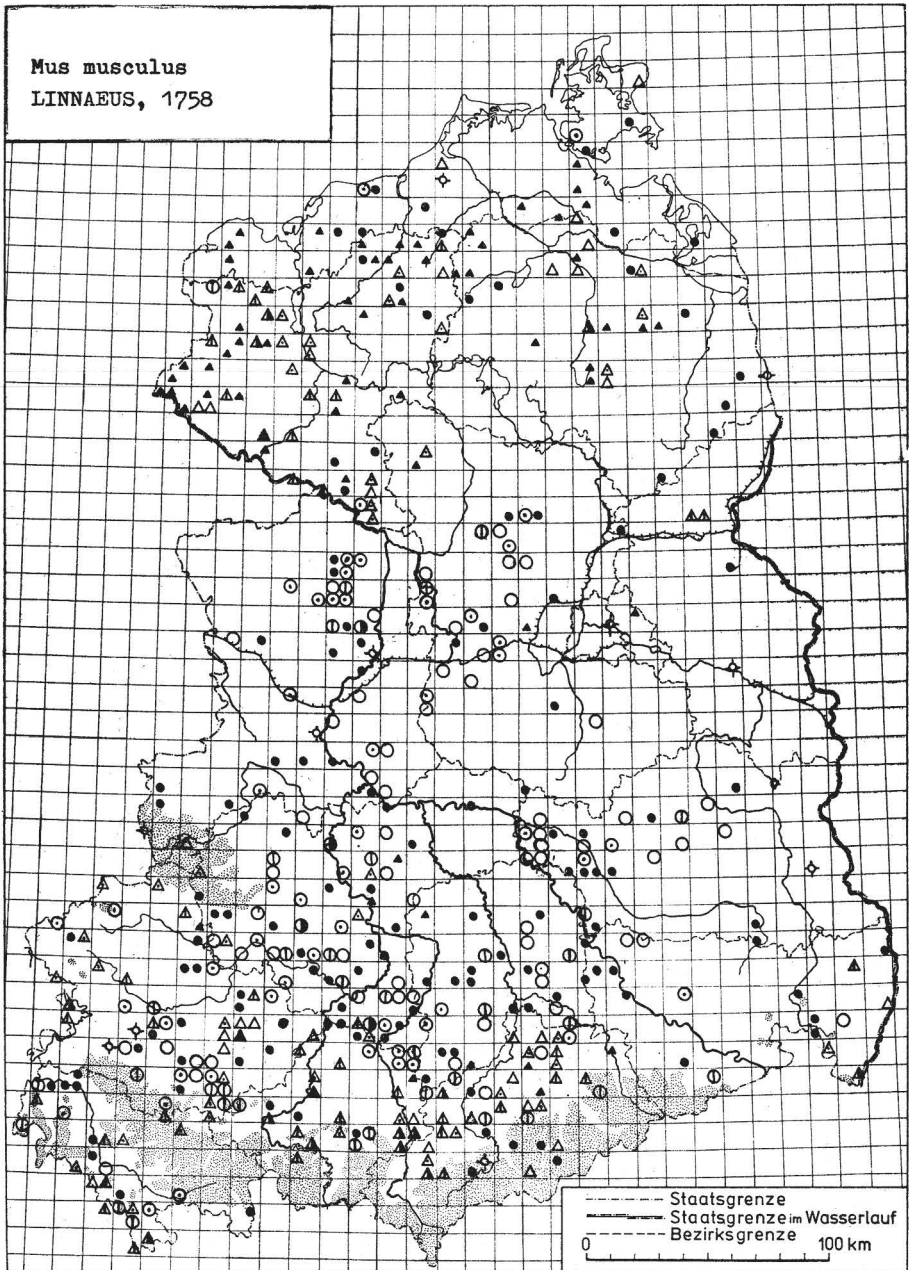 Mus musculus
LINNAEUS, 1758
Staatsgrenze
Staatsgrenze im Wasserlauf
Bezirksgrenze
0 100 km